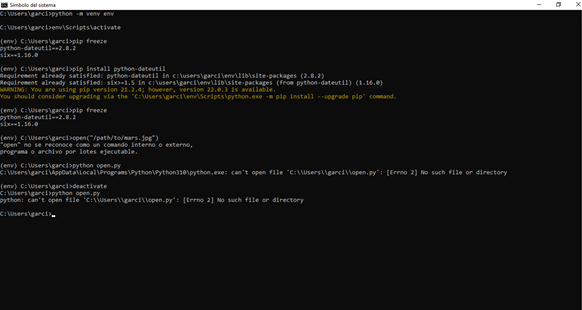 Símbolo del sistema
C:\Users\garci>python -m venv env
C:\Users\garci>env\Scripts\activate
(env) C:\Users\garci>pip freeze
python-dateutil==2.8.2
six==1.16.0
(env) C:\Users\garci>pip install python-dateutil
Requirement already satisfied: python-dateutil in c:\users\garci\env\lib\site-packages (2.8.2)
Requirement already satisfied: six>=1.5 in c:\users\garci\env\lib\site-packages (from python-dateutil) (1.16.0)
WARNING: You are using pip version 21.2.4; however, version 22.0.3 is available.
You should consider upgrading via the 'C:\Users\garci\env\Scripts\python.exe -m pip install --upgrade pip' command.
(env) C:\Users\garci>pip freeze
python-dateutil==2.8.2
six==1.16.0
(env) C:\Users\garci>open("/path/to/mars.jpg")
"open" no se reconoce como un comando interno o externo,
programa o archivo por lotes ejecutable.
(env) C:\Users\garci>python open.py
C:\Users\garci\AppData\Local\Programs\Python\Python310\python.exe: can't open file 'C:\\Users\\garci\\open.py': [Errno 2] No such file or directory
(env) C:\Users\garci>deactivate
C:\Users\garci>python open.py
python: can't open file 'C:\\Users\\garci\\open.py': [Errno 2] No such file or directory
C:\Users\garci>